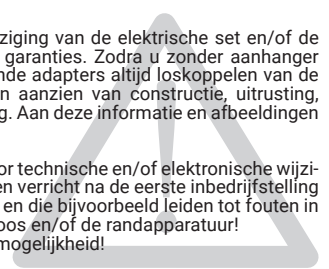 ziging van de elektrische set en/of de
garanties. Zodra u zonder aanhanger
nde adapters altijd loskoppelen van de
n aanzien van constructie, uitrusting,
g. Aan deze informatie en afbeeldingen
or technische en/of elektronische wijzi-
en verricht na de eerste inbedrijfstelling
en die bijvoorbeeld leiden tot fouten in
oos en/of de randapparatuur!
mogelijkheid!